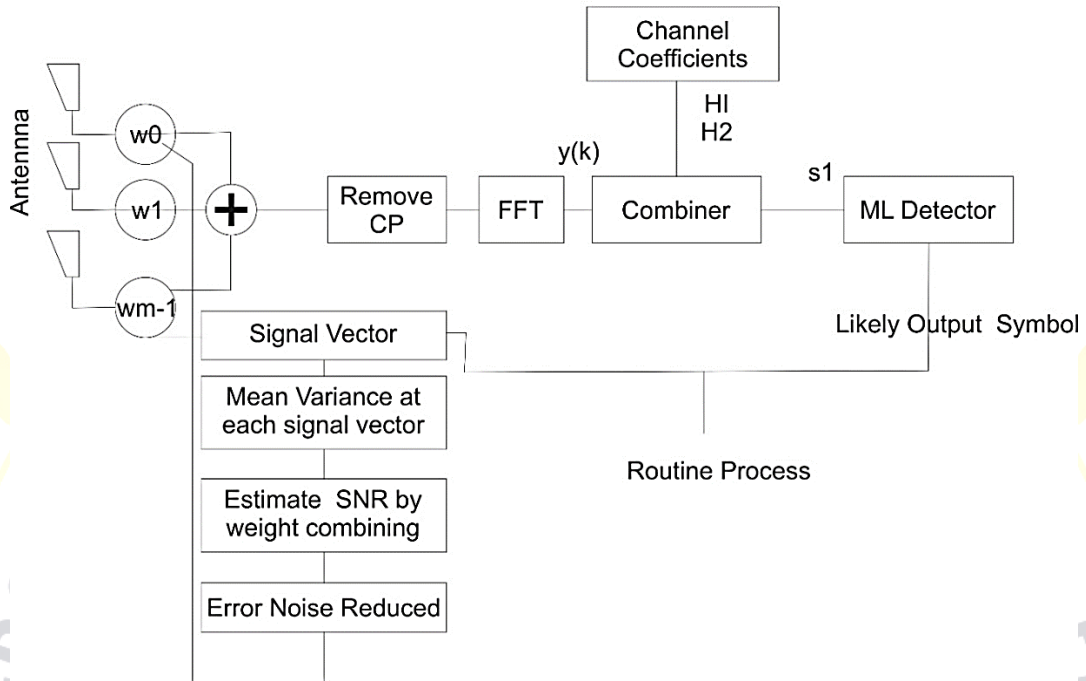 Channel
Coefficients
HI
H2
Antennna
w0
w1
wm-1
+
Remove
CP
FFT
y(k)
Combiner
s1
ML Detector
Likely Output Symbol
Signal Vector
Mean Variance at
each signal vector
Routine Process
Estimate SNR by
weight combining
Error Noise Reduced